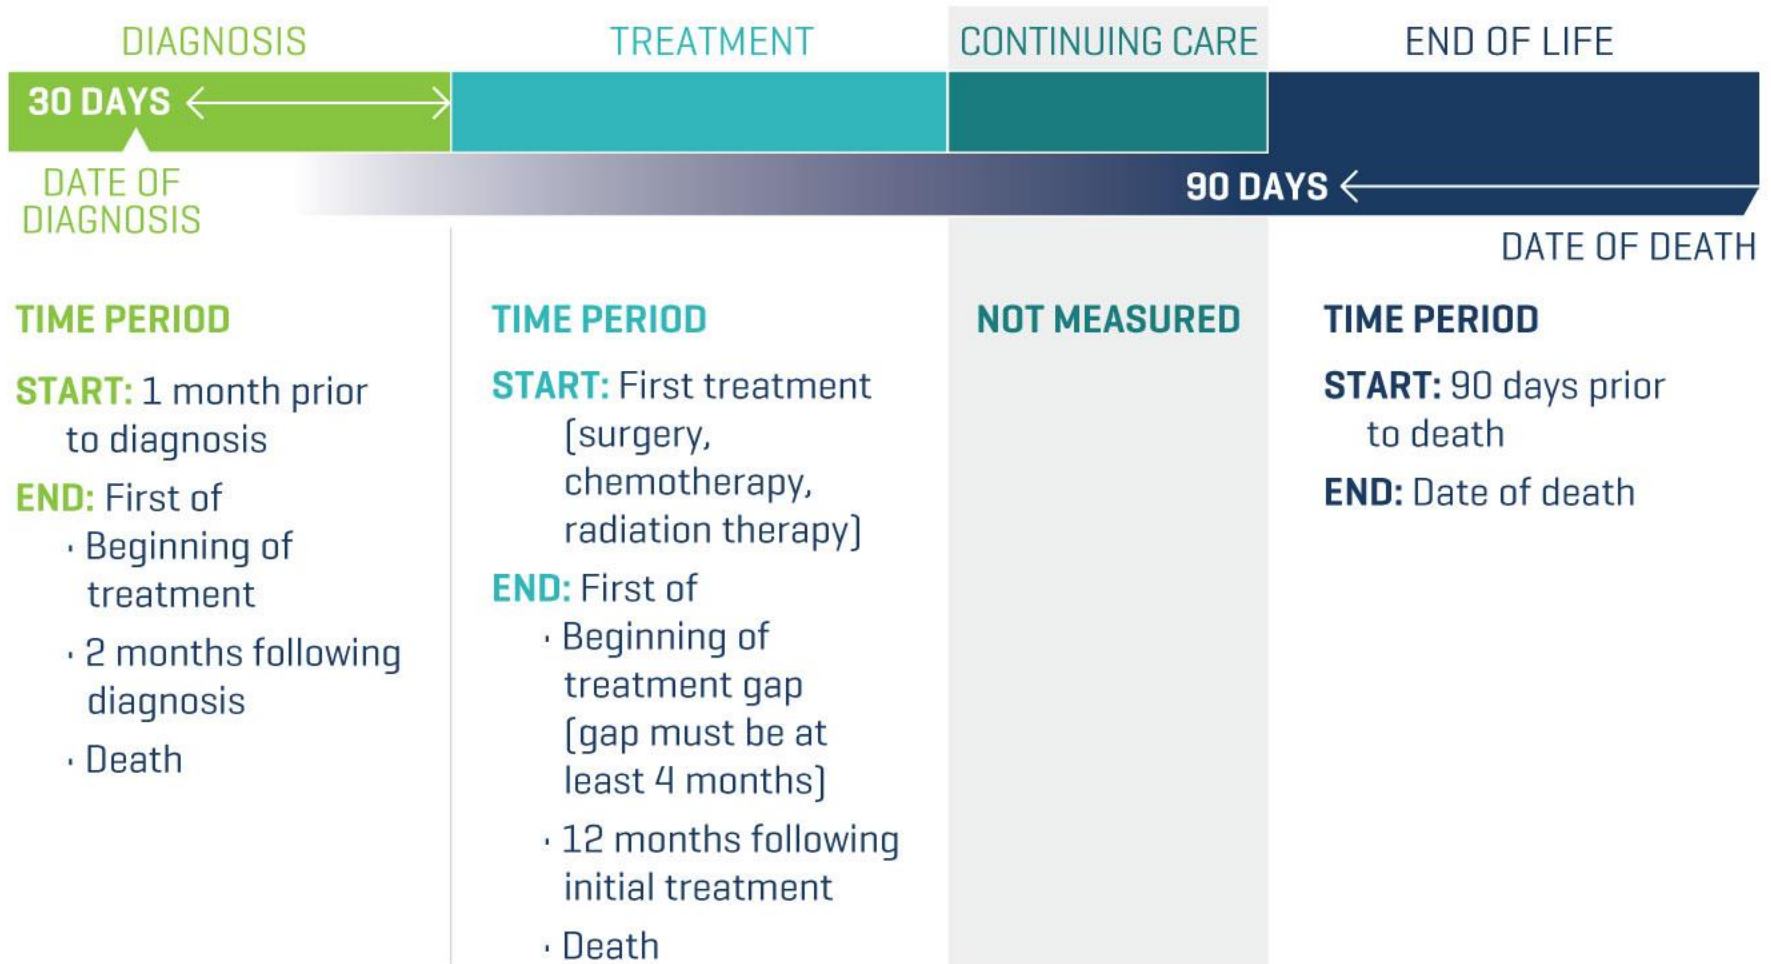 DIAGNOSIS
TREATMENT
CONTINUING CARE
END OF LIFE
30 DAYS
DATE OF
DIAGNOSIS
90 DAYS
DATE OF DEATH
TIME PERIOD
START: 1 month prior
to diagnosis
END: First of
· Beginning of
treatment
· 2 months following
diagnosis
· Death
TIME PERIOD
START: First treatment
(surgery,
chemotherapy,
radiation therapy)
END: First of
· Beginning of
treatment gap
(gap must be at
least 4 months)
· 12 months following
initial treatment
· Death
NOT MEASURED
TIME PERIOD
START: 90 days prior
to death
END: Date of death